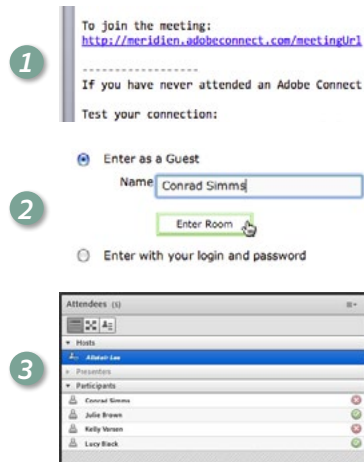 To join the meeting:
http://meridien.adobeconnect.com/meetingUrl
1
-----------------
If you have never attended an Adobe Connect
Test your connection:
Enter as a Guest
Name Conrad Simms
2
Enter Room
Enter with your login and password
Attendees (5)
Hosts
3
Alistair Lee
Presenters
Participants
Conrad Simms
Julie Brown
Kelly Verson
Lucy Black